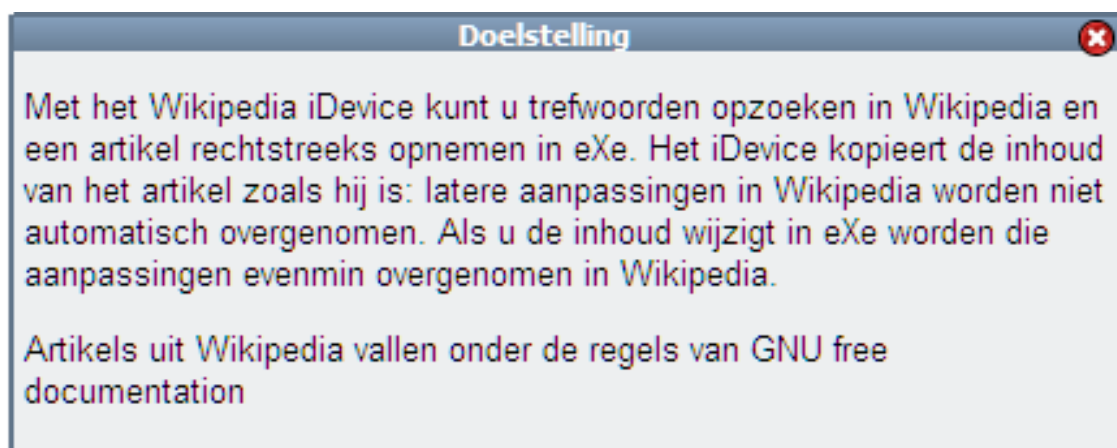 Doelstelling
Met het Wikipedia iDevice kunt u trefwoorden opzoeken in Wikipedia en
een artikel rechtstreeks opnemen in eXe. Het iDevice kopieert de inhoud
van het artikel zoals hij is: latere aanpassingen in Wikipedia worden niet
automatisch overgenomen. Als u de inhoud wijzigt in eXe worden die
aanpassingen evenmin overgenomen in Wikipedia.
Artikels uit Wikipedia vallen onder de regels van GNU free
documentation